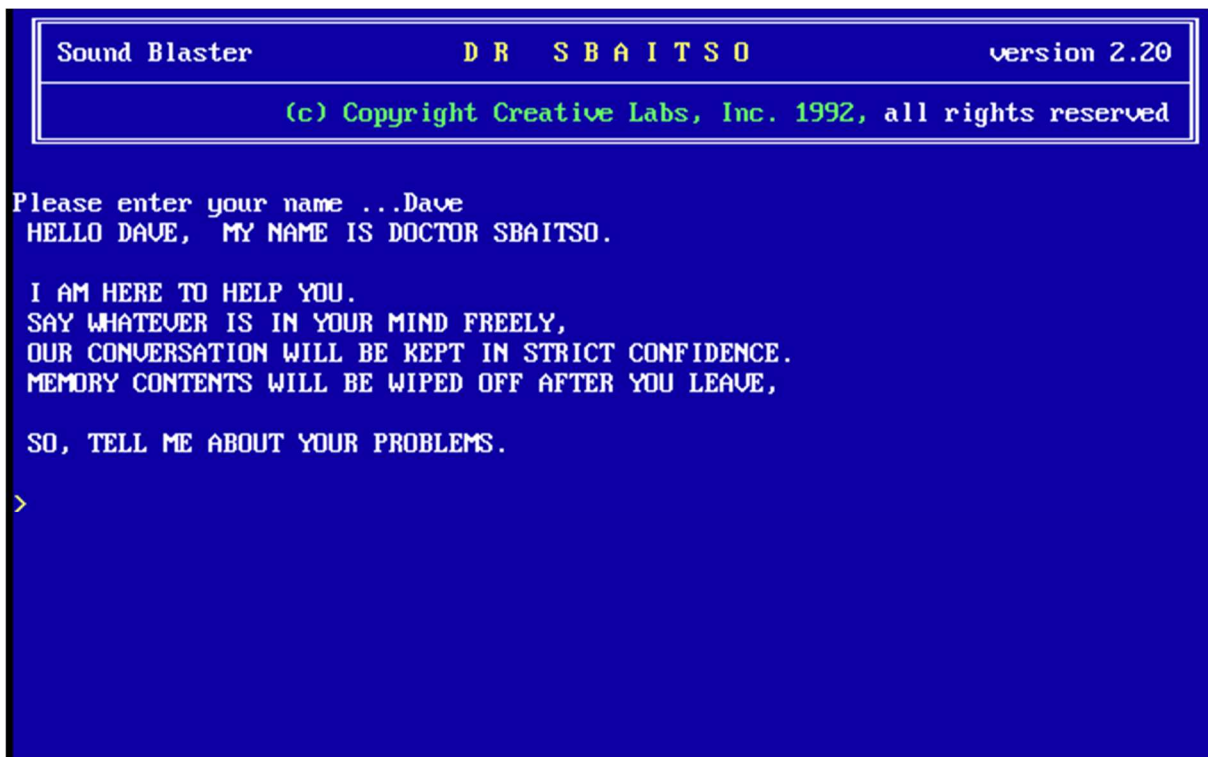 Sound Blaster D R S B A I T S O version 2.20
(c) Copyright Creative Labs, Inc. 1992, all rights reserved
Please enter your name ...Dave
HELLO DAVE, MY NAME IS DOCTOR SBAITSO.
I AM HERE TO HELP YOU.
SAY WHATEVER IS IN YOUR MIND FREELY,
OUR CONVERSATION WILL BE KEPT IN STRICT CONFIDENCE.
MEMORY CONTENTS WILL BE WIPED OFF AFTER YOU LEAVE,
SO, TELL ME ABOUT YOUR PROBLEMS.
>